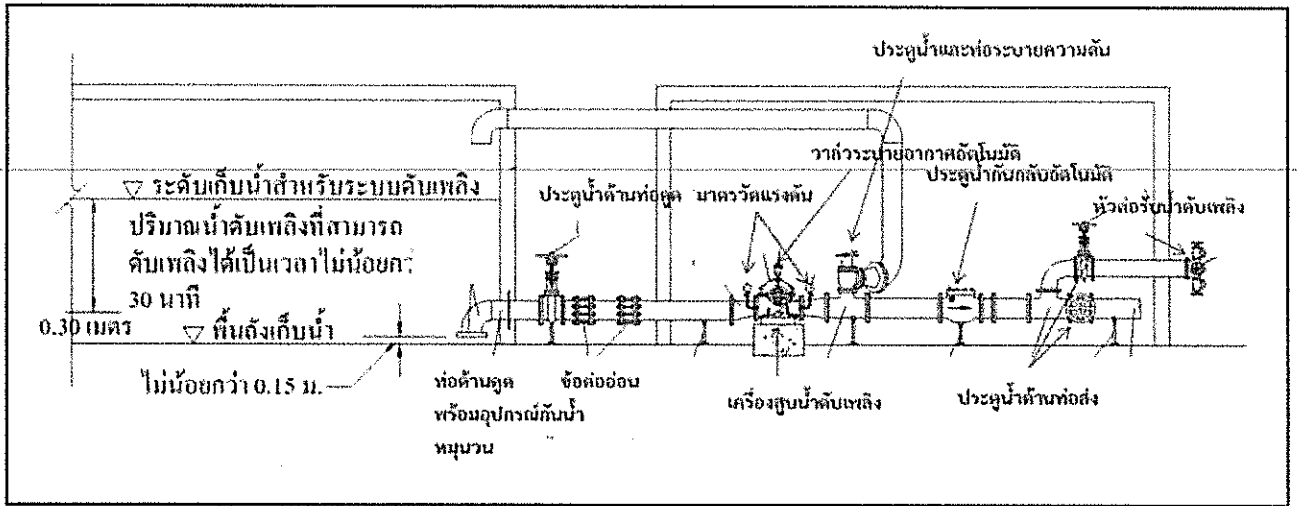 ประตูน้ำและท่อระบายความดัน
วาล์วระบายอากาศอัตโนมัติ
ประตูน้ำกันกลับอัตโนมัติ
ระดับเก็บน้ำสำหรับระบบดับเพลิง
ประตูน้ำด้านท่อดูด
มาตรวัดแรงดัน
หัวต่อรับน้ำดับเพลิง
ปริมาณน้ำดับเพลิงที่สามารถ
ดับเพลิงได้เป็นเวลาไม่น้อยกว่
30 นาที
0.30 เมตร
พื้นถังเก็บน้ำ
ไม่น้อยกว่า 0.15 ม.
ท่อด้านดูด
พร้อมอุปกรณ์กันน้ำ
หมุนวน
ข้อต่ออ่อน
เครื่องสูบน้ำดับเพลิง
ประตูน้ำด้านท่อส่ง